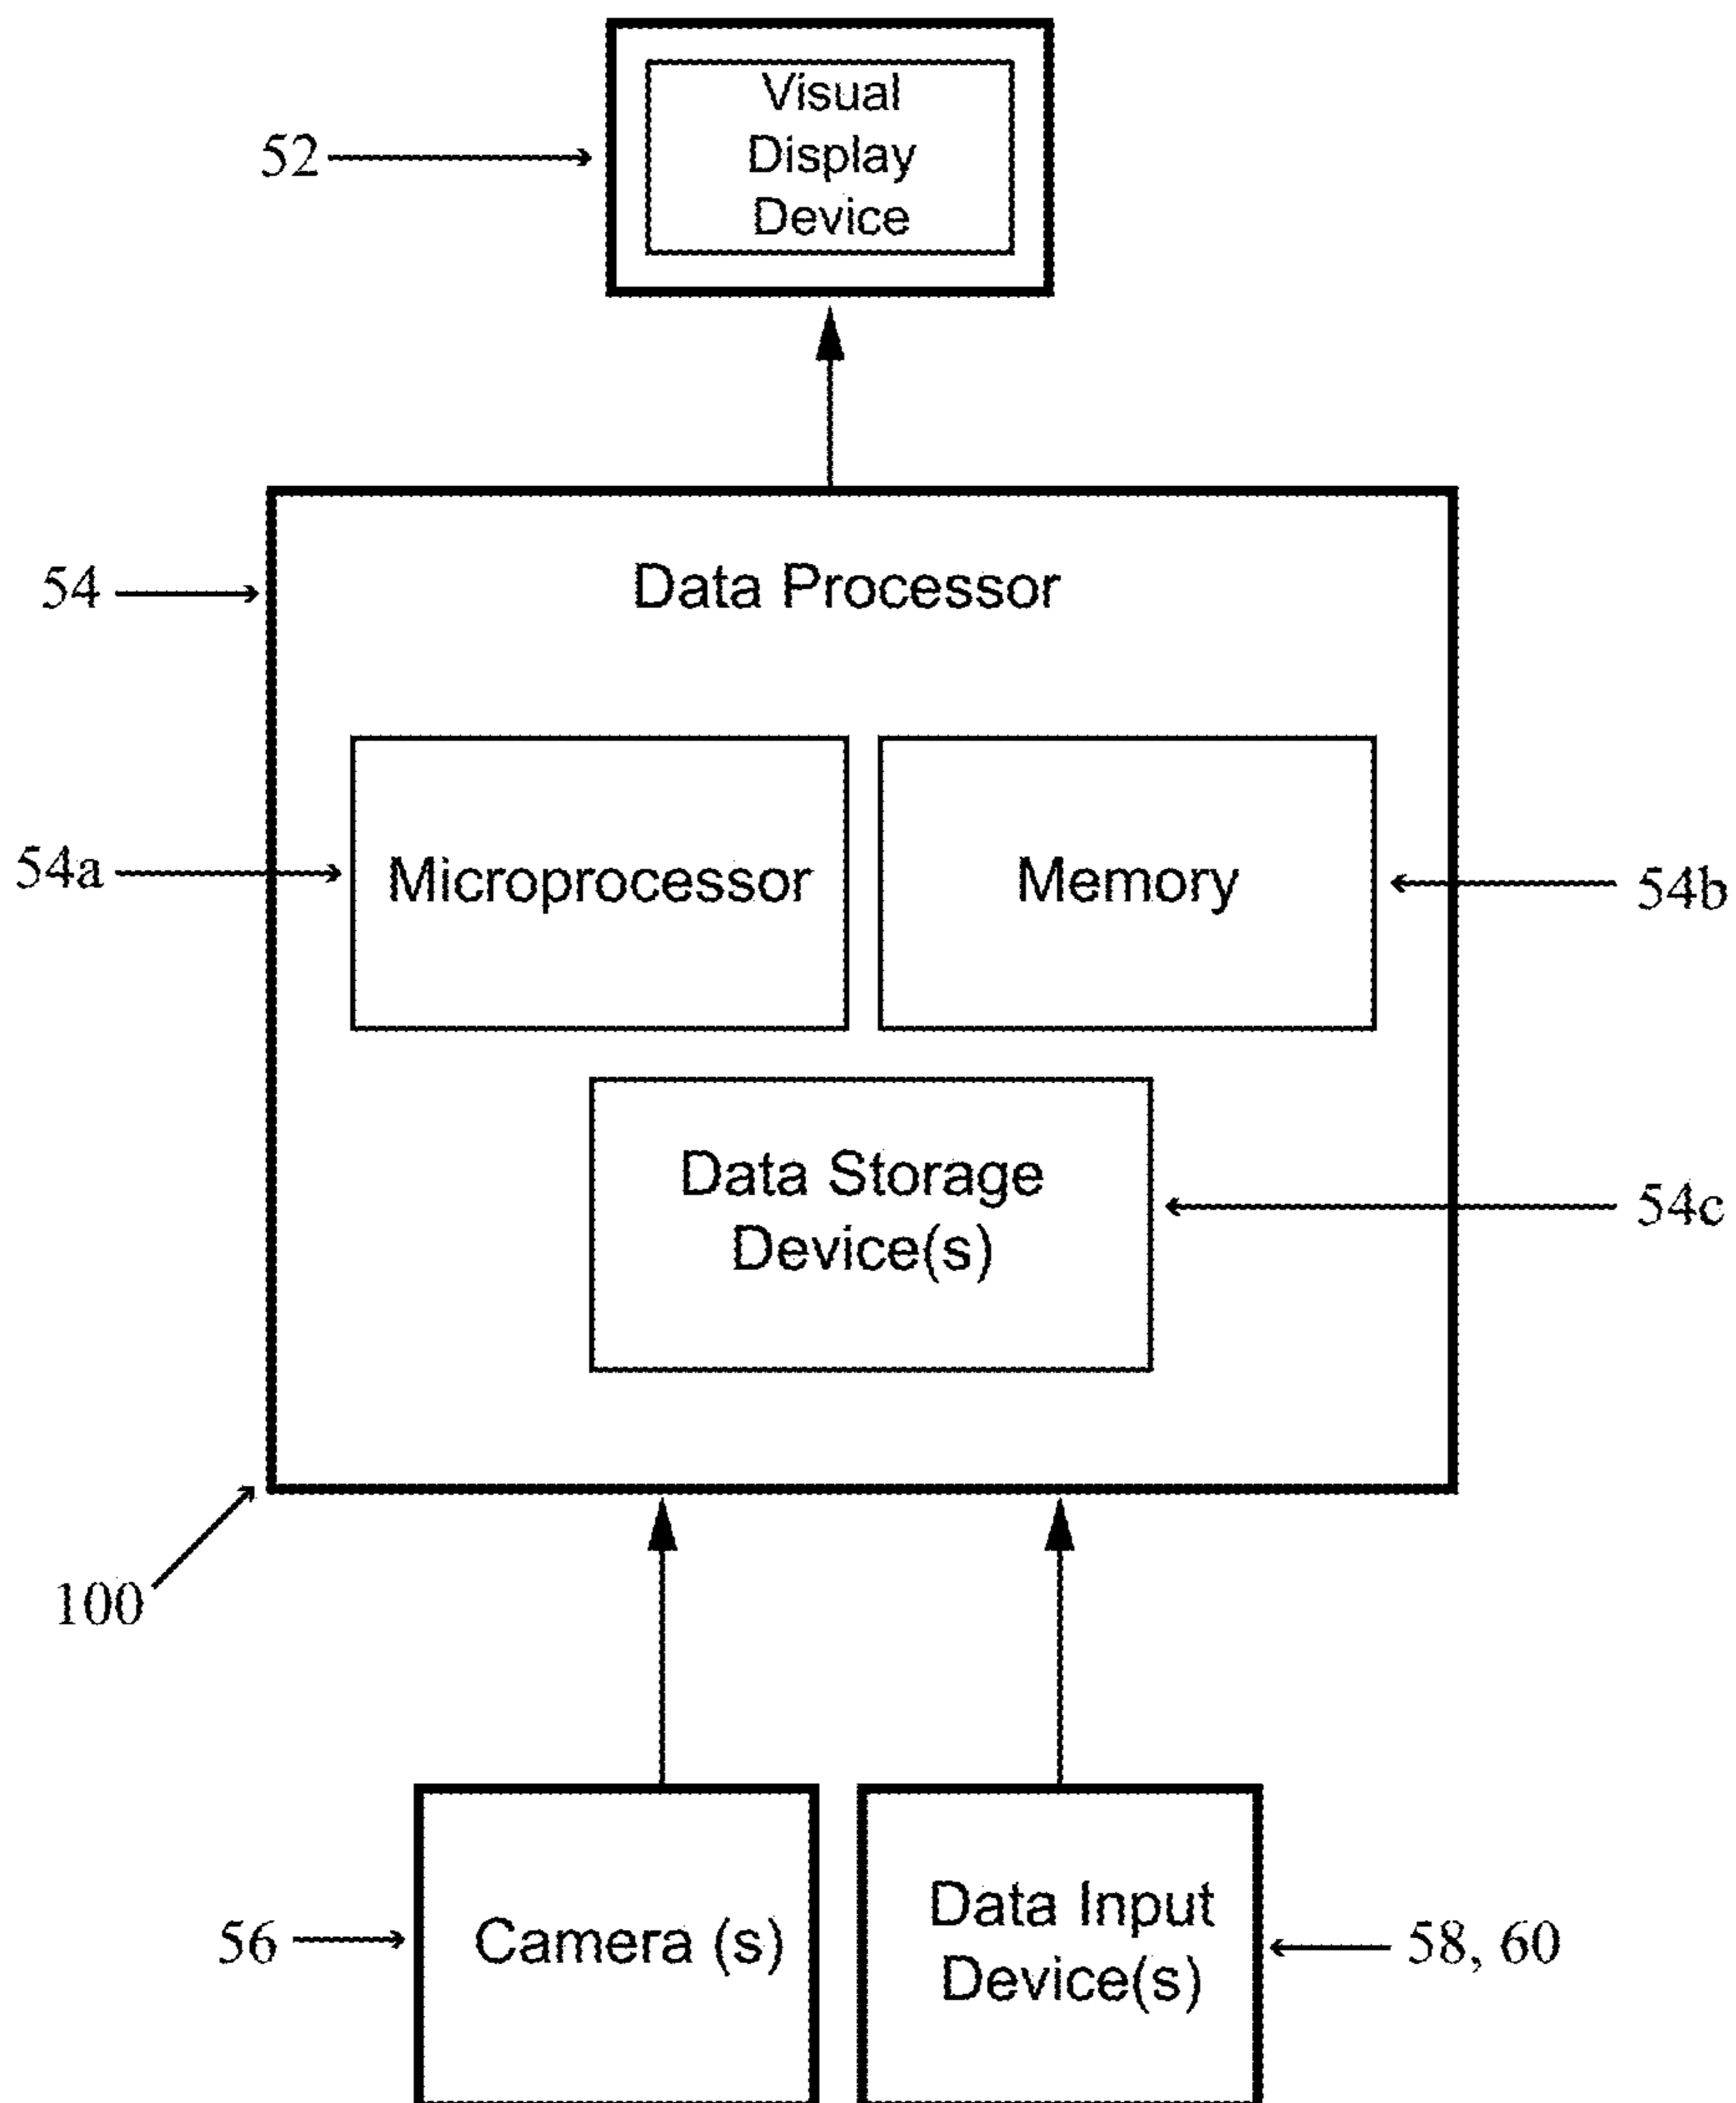 Visual
Display
Device
52
54
Data Processor
54a
Microprocessor
Memory
54b
Data Storage
Device(s)
54c
100
56
Camera (s)
Data Input
Device(s)
58, 60